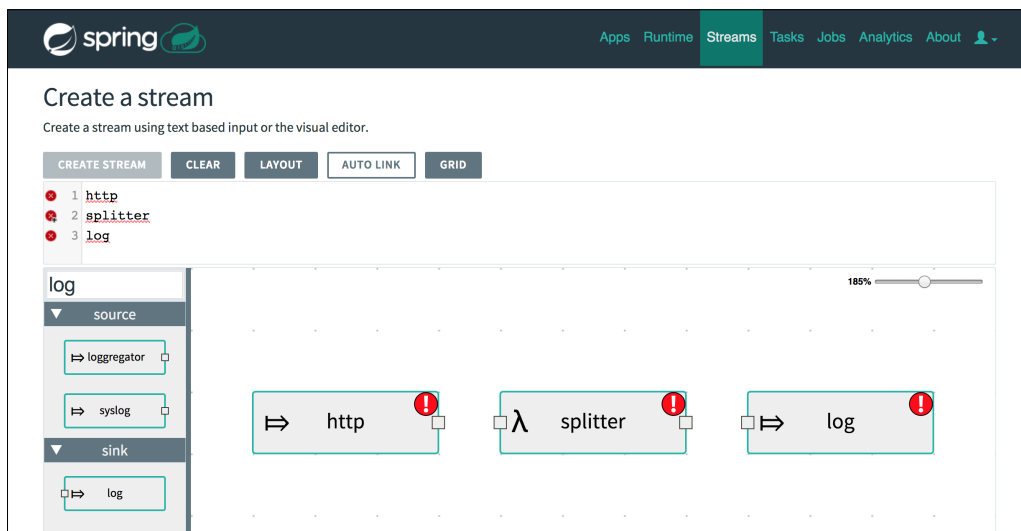 spring
Apps Runtime Streams Tasks Jobs Analytics About
Create a stream
Create a stream using text based input or the visual editor.
CREATE STREAM CLEAR LAYOUT AUTO LINK GRID
1 http
2 splitter
3 log
log
185%
source
loggregator
syslog
sink
log
http
λ splitter
log